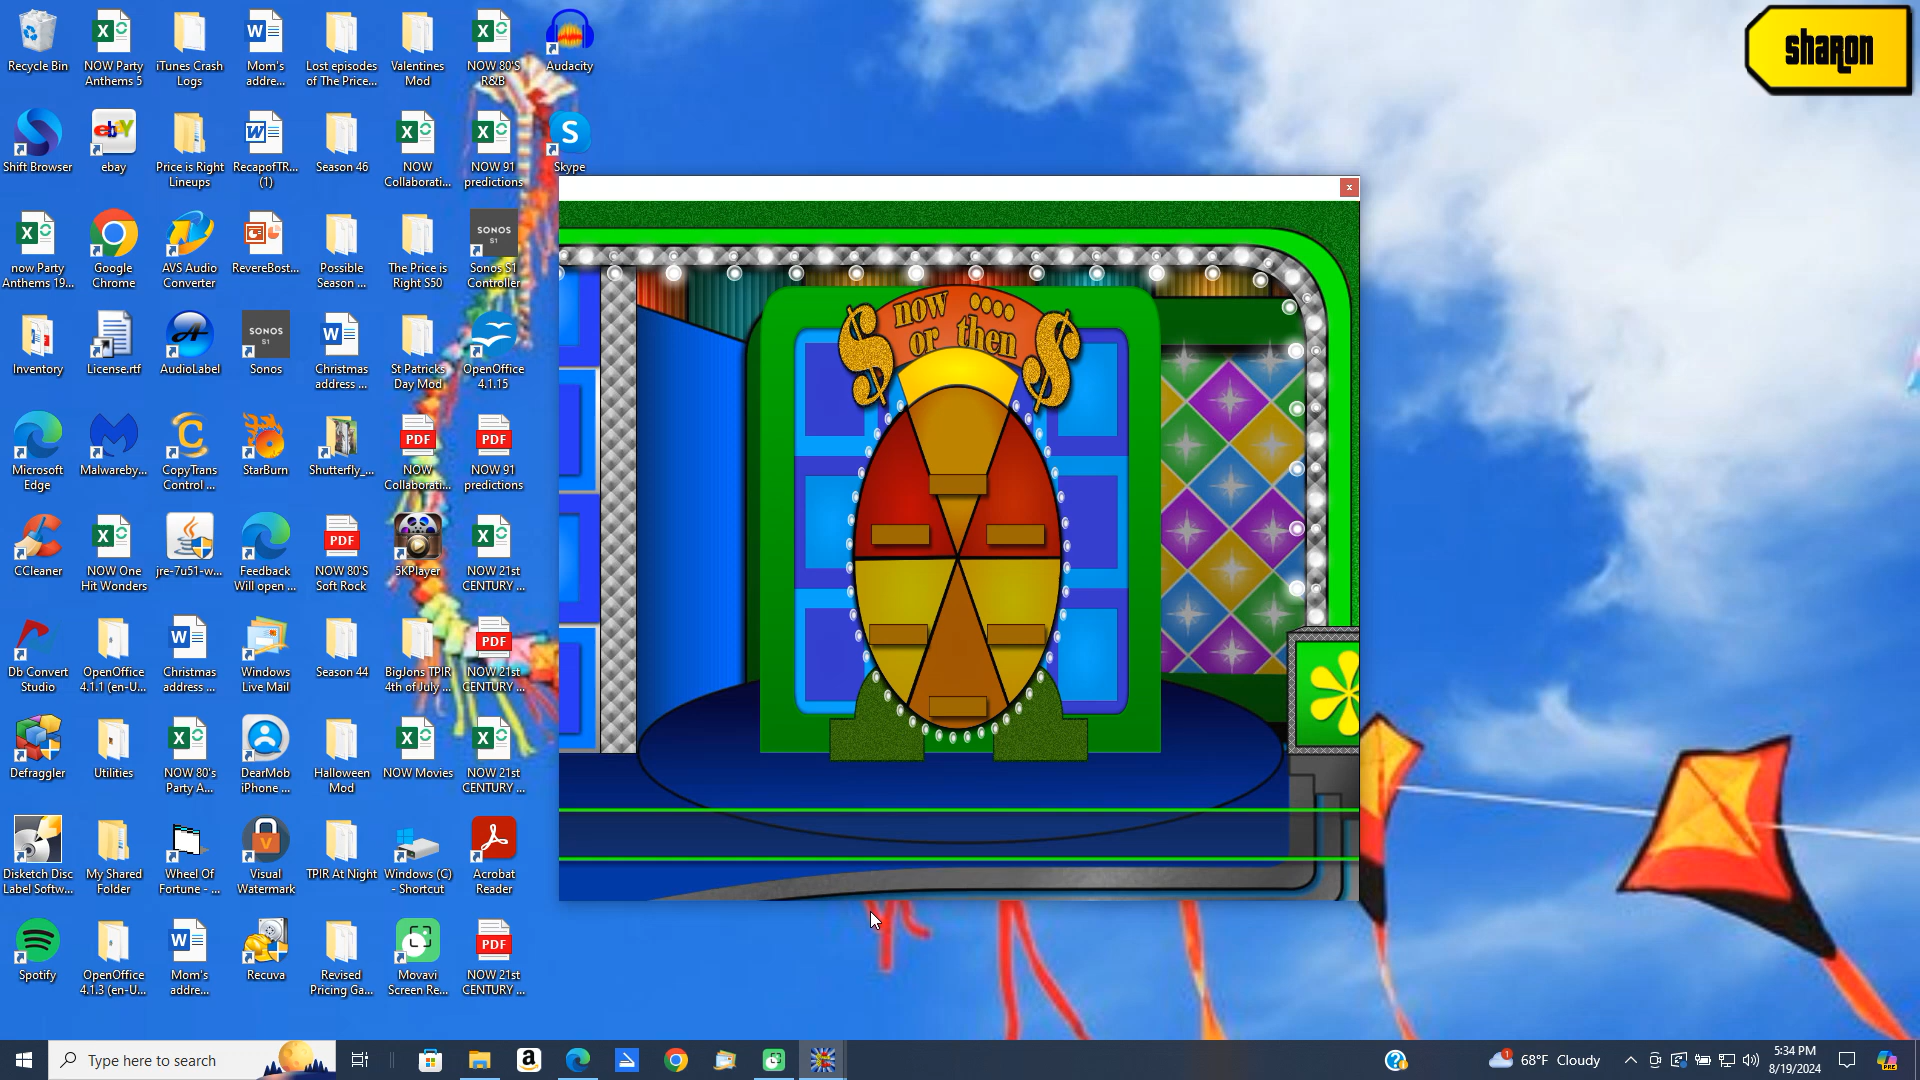 Recycle Bin
NOW Party
Anthems 5
iTunes Crash
Logs
Mom's
addre...
Lost episodes
of The Price...
Valentines
Mod
NOW 80'S
R&B
Audacity
sharon
Shift Browser
ebay
ebay
Price is Right
Lineups
RecapofTR...
(1)
Season 46
NOW
Collaborati...
NOW 91
predictions
Skype
now Party
Anthems 19...
Google
Chrome
AVS Audio
Converter
RevereBost...
Possible
Season ...
The Price is
Right S50
SONOS
S1
Sonos S1
Controller
Inventory
License.rtf
AudioLabel
SONOS
S1
Sonos
Christmas
address ...
St Patricks
Day Mod
OpenOffice
4.1.15
now ....
or then
$ $
Microsoft
Edge
Malwareby...
CopyTrans
Control ...
StarBurn
Shutterfly_...
PDF
NOW
Collaborati...
PDF
NOW 91
predictions
CCleaner
NOW One
Hit Wonders
jre-7u51-w...
Feedback
Will open ...
PDF
NOW 80'S
Soft Rock
5KPlayer
NOW 21st
CENTURY ...
Db Convert
Studio
OpenOffice
4.1.1 (en-U...
Christmas
address ...
Windows
Live Mail
Season 44
BigJons TPIR
4th of July ...
PDF
NOW 21st
CENTURY ...
Defraggler
Utilities
NOW 80's
Party A...
DearMob
iPhone ...
Halloween
Mod
NOW Movies
NOW 21st
CENTURY ...
Disketch Disc
Label Softw...
My Shared
Folder
Wheel Of
Fortune - ...
Visual
Watermark
TPIR At Night
Windows (C)
- Shortcut
Acrobat
Reader
Spotify
OpenOffice
4.1.3 (en-U...
Mom's
addre...
Recuva
Revised
Pricing Ga...
Movavi
Screen Re...
PDF
NOW 21st
CENTURY ...
Type here to search
68°F Cloudy
5:34 PM
8/19/2024